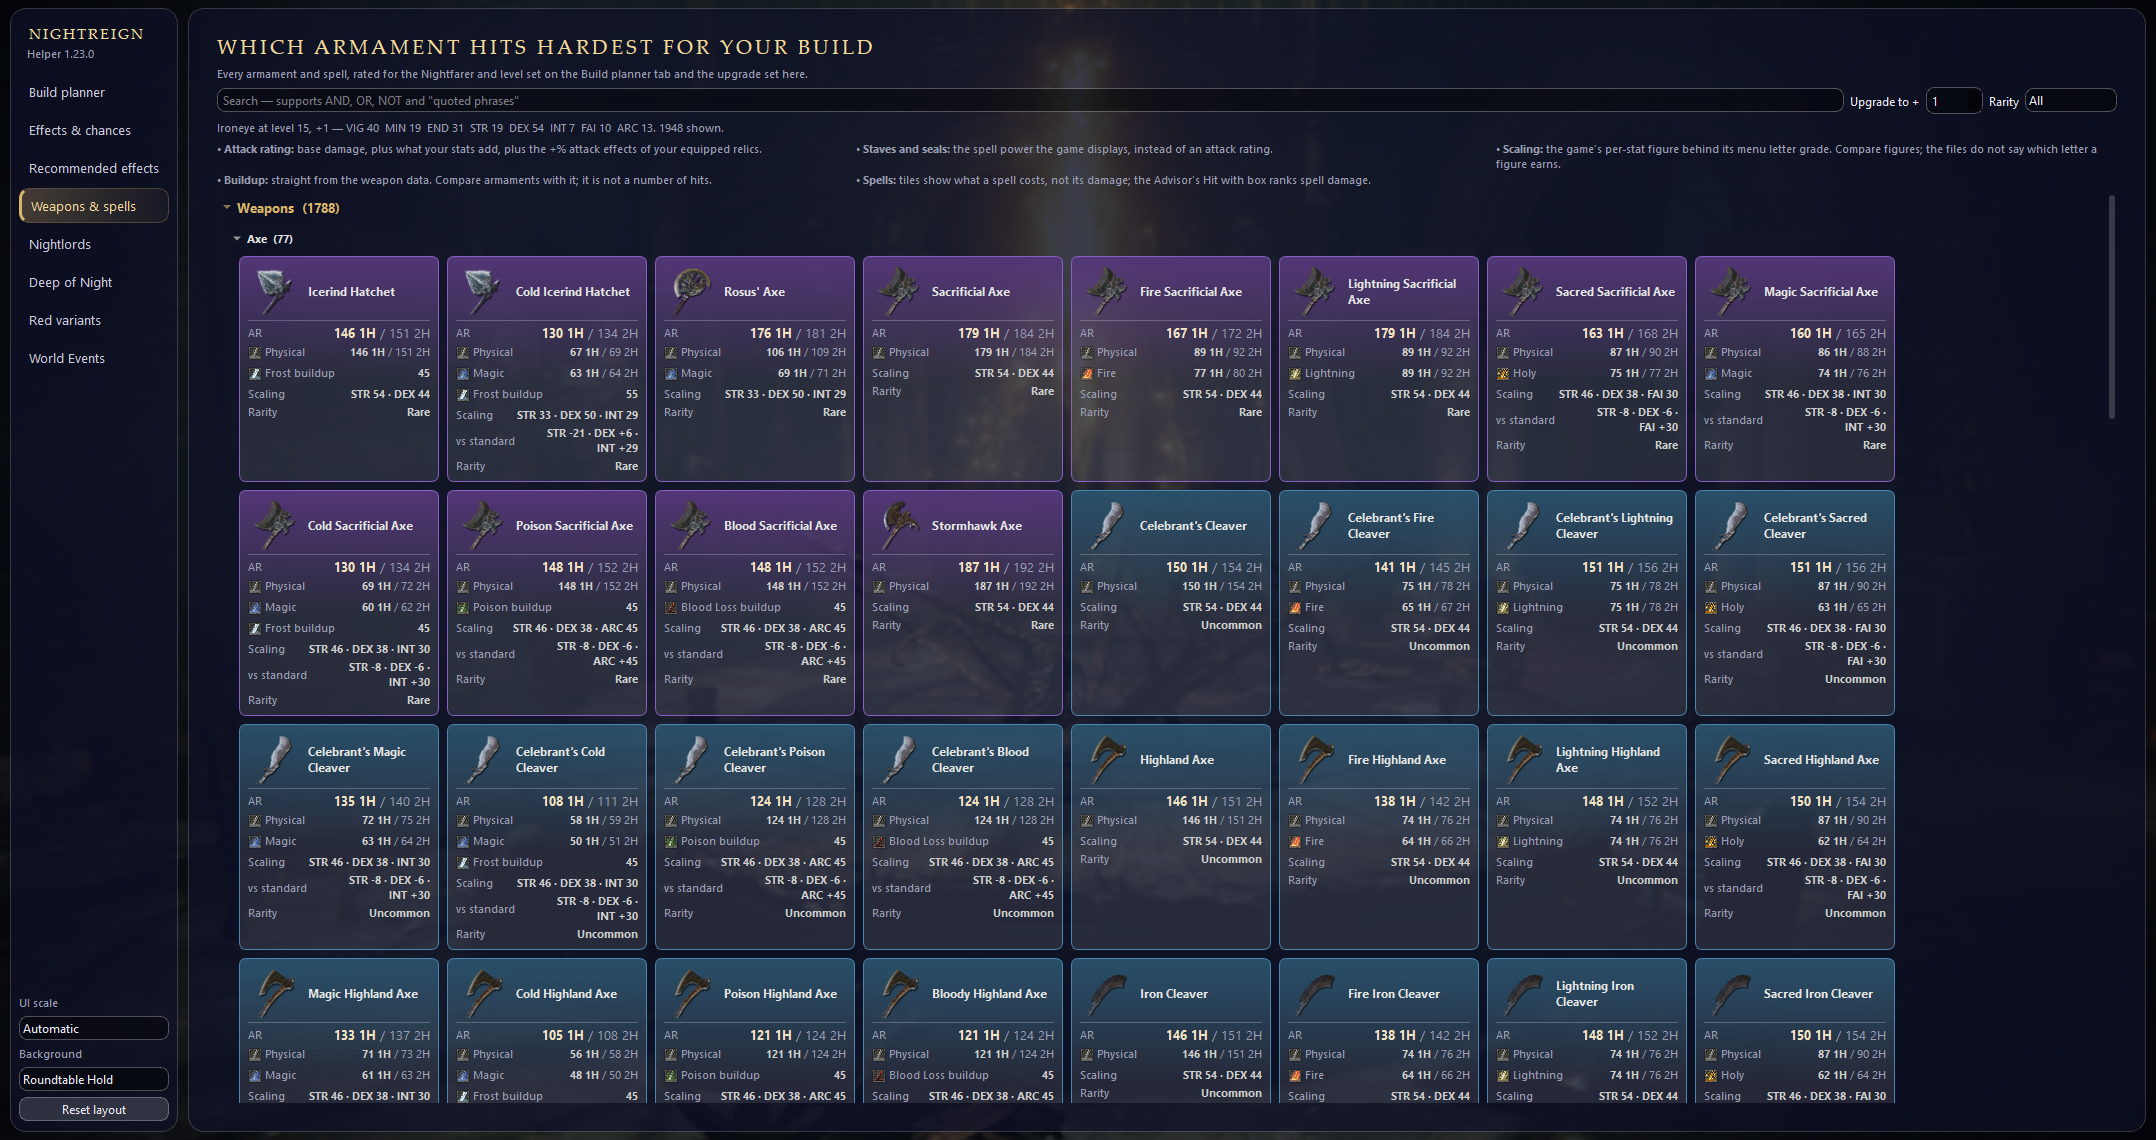 NIGHTREIGN
Helper 1.23.0
Build planner
Effects & chances
Recommended effects
Weapons & spells
Nightlords
Deep of Night
Red variants
World Events
UI scale
Automatic
Background
Roundtable Hold
Reset layout
WHICH ARMAMENT HITS HARDEST FOR YOUR BUILD
Every armament and spell, rated for the Nightfarer and level set on the Build planner tab and the upgrade set here.
Search — supports AND, OR, NOT and "quoted phrases"
Upgrade to + 1 Rarity All
Ironeye at level 15, +1 — VIG 40 MIN 19 END 31 STR 19 DEX 54 INT 7 FAI 10 ARC 13. 1948 shown.
• Attack rating: base damage, plus what your stats add, plus the +% attack effects of your equipped relics.
• Staves and seals: the spell power the game displays, instead of an attack rating.
• Scaling: the game's per-stat figure behind its menu letter grade. Compare figures; the files do not say which letter a
figure earns.
• Buildup: straight from the weapon data. Compare armaments with it; it is not a number of hits.
• Spells: tiles show what a spell costs, not its damage; the Advisor's Hit with box ranks spell damage.
Weapons (1788)
Axe (77)
Icerind Hatchet
AR 146 1H / 151 2H
Physical 146 1H / 151 2H
Frost buildup 45
Scaling STR 54 · DEX 44
Rarity Rare
Cold Icerind Hatchet
AR 130 1H / 134 2H
Physical 67 1H / 69 2H
Magic 63 1H / 64 2H
Frost buildup 55
Scaling STR 33 · DEX 50 · INT 29
vs standard STR -21 · DEX +6 ·
INT +29
Rarity Rare
Rosus' Axe
AR 176 1H / 181 2H
Physical 106 1H / 109 2H
Magic 69 1H / 71 2H
Scaling STR 33 · DEX 50 · INT 29
Rarity Rare
Sacrificial Axe
AR 179 1H / 184 2H
Physical 179 1H / 184 2H
Scaling STR 54 · DEX 44
Rarity Rare
Fire Sacrificial Axe
AR 167 1H / 172 2H
Physical 89 1H / 92 2H
Fire 77 1H / 80 2H
Scaling STR 54 · DEX 44
Rarity Rare
Lightning Sacrificial
Axe
AR 179 1H / 184 2H
Physical 89 1H / 92 2H
Lightning 89 1H / 92 2H
Scaling STR 54 · DEX 44
Rarity Rare
Sacred Sacrificial Axe
AR 163 1H / 168 2H
Physical 87 1H / 90 2H
Holy 75 1H / 77 2H
Scaling STR 46 · DEX 38 · FAI 30
vs standard STR -8 · DEX -6 ·
FAI +30
Rarity Rare
Magic Sacrificial Axe
AR 160 1H / 165 2H
Physical 86 1H / 88 2H
Magic 74 1H / 76 2H
Scaling STR 46 · DEX 38 · INT 30
vs standard STR -8 · DEX -6 ·
INT +30
Rarity Rare
Cold Sacrificial Axe
AR 130 1H / 134 2H
Physical 69 1H / 72 2H
Magic 60 1H / 62 2H
Frost buildup 45
Scaling STR 46 · DEX 38 · INT 30
vs standard STR -8 · DEX -6 ·
INT +30
Rarity Rare
Poison Sacrificial Axe
AR 148 1H / 152 2H
Physical 148 1H / 152 2H
Poison buildup 45
Scaling STR 46 · DEX 38 · ARC 45
vs standard STR -8 · DEX -6 ·
ARC +45
Rarity Rare
Blood Sacrificial Axe
AR 148 1H / 152 2H
Physical 148 1H / 152 2H
Blood Loss buildup 45
Scaling STR 46 · DEX 38 · ARC 45
vs standard STR -8 · DEX -6 ·
ARC +45
Rarity Rare
Stormhawk Axe
AR 187 1H / 192 2H
Physical 187 1H / 192 2H
Scaling STR 54 · DEX 44
Rarity Rare
Celebrant's Cleaver
AR 150 1H / 154 2H
Physical 150 1H / 154 2H
Scaling STR 54 · DEX 44
Rarity Uncommon
Celebrant's Fire
Cleaver
AR 141 1H / 145 2H
Physical 75 1H / 78 2H
Fire 65 1H / 67 2H
Scaling STR 54 · DEX 44
Rarity Uncommon
Celebrant's Lightning
Cleaver
AR 151 1H / 156 2H
Physical 75 1H / 78 2H
Lightning 75 1H / 78 2H
Scaling STR 54 · DEX 44
Rarity Uncommon
Celebrant's Sacred
Cleaver
AR 151 1H / 156 2H
Physical 87 1H / 90 2H
Holy 63 1H / 65 2H
Scaling STR 46 · DEX 38 · FAI 30
vs standard STR -8 · DEX -6 ·
FAI +30
Rarity Uncommon
Celebrant's Magic
Cleaver
AR 135 1H / 140 2H
Physical 72 1H / 75 2H
Magic 63 1H / 64 2H
Scaling STR 46 · DEX 38 · INT 30
vs standard STR -8 · DEX -6 ·
INT +30
Rarity Uncommon
Celebrant's Cold
Cleaver
AR 108 1H / 111 2H
Physical 58 1H / 59 2H
Magic 50 1H / 51 2H
Frost buildup 45
Scaling STR 46 · DEX 38 · INT 30
vs standard STR -8 · DEX -6 ·
INT +30
Rarity Uncommon
Celebrant's Poison
Cleaver
AR 124 1H / 128 2H
Physical 124 1H / 128 2H
Poison buildup 45
Scaling STR 46 · DEX 38 · ARC 45
vs standard STR -8 · DEX -6 ·
ARC +45
Rarity Uncommon
Celebrant's Blood
Cleaver
AR 124 1H / 128 2H
Physical 124 1H / 128 2H
Blood Loss buildup 45
Scaling STR 46 · DEX 38 · ARC 45
vs standard STR -8 · DEX -6 ·
ARC +45
Rarity Uncommon
Highland Axe
AR 146 1H / 151 2H
Physical 146 1H / 151 2H
Scaling STR 54 · DEX 44
Rarity Uncommon
Fire Highland Axe
AR 138 1H / 142 2H
Physical 74 1H / 76 2H
Fire 64 1H / 66 2H
Scaling STR 54 · DEX 44
Rarity Uncommon
Lightning Highland
Axe
AR 148 1H / 152 2H
Physical 74 1H / 76 2H
Lightning 74 1H / 76 2H
Scaling STR 54 · DEX 44
Rarity Uncommon
Sacred Highland Axe
AR 150 1H / 154 2H
Physical 87 1H / 90 2H
Holy 62 1H / 64 2H
Scaling STR 46 · DEX 38 · FAI 30
vs standard STR -8 · DEX -6 ·
FAI +30
Rarity Uncommon
Magic Highland Axe
AR 133 1H / 137 2H
Physical 71 1H / 73 2H
Magic 61 1H / 63 2H
Scaling STR 46 · DEX 38 · INT 30
Cold Highland Axe
AR 105 1H / 108 2H
Physical 56 1H / 58 2H
Magic 48 1H / 50 2H
Frost buildup 45
Poison Highland Axe
AR 121 1H / 124 2H
Physical 121 1H / 124 2H
Poison buildup 45
Scaling STR 46 · DEX 38 · ARC 45
Bloody Highland Axe
AR 121 1H / 124 2H
Physical 121 1H / 124 2H
Blood Loss buildup 45
Scaling STR 46 · DEX 38 · ARC 45
Iron Cleaver
AR 146 1H / 151 2H
Physical 146 1H / 151 2H
Scaling STR 54 · DEX 44
Rarity Uncommon
Fire Iron Cleaver
AR 138 1H / 142 2H
Physical 74 1H / 76 2H
Fire 64 1H / 66 2H
Scaling STR 54 · DEX 44
Lightning Iron
Cleaver
AR 148 1H / 152 2H
Physical 74 1H / 76 2H
Lightning 74 1H / 76 2H
Scaling STR 54 · DEX 44
Sacred Iron Cleaver
AR 150 1H / 154 2H
Physical 87 1H / 90 2H
Holy 62 1H / 64 2H
Scaling STR 46 · DEX 38 · FAI 30